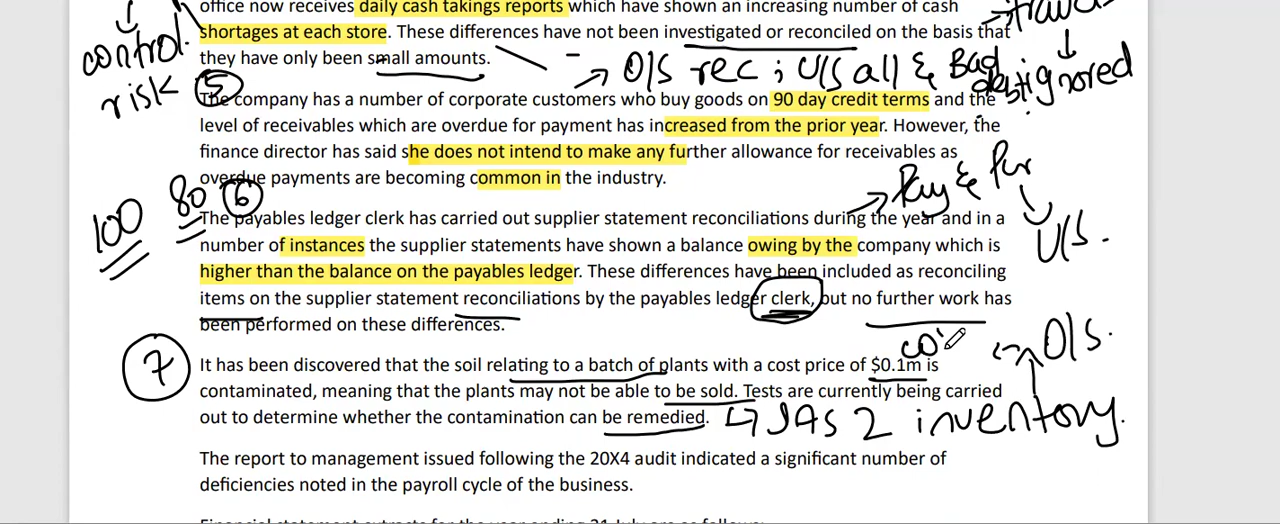 office now receives daily cash takings reports which have shown an increasing number of cash
shortages at each store. These differences have not been investigated or reconciled on the basis that
they have only been small amounts.
control
risk
→ O/S rec ; U/S all & Bad
debt ignored
5
The company has a number of corporate customers who buy goods on 90 day credit terms and the
level of receivables which are overdue for payment has increased from the prior year. However, the
finance director has said she does not intend to make any further allowance for receivables as
overdue payments are becoming common in the industry.
→ Pay & Pur
U/S.
100
80
6
The payables ledger clerk has carried out supplier statement reconciliations during the year and in a
number of instances the supplier statements have shown a balance owing by the company which is
higher than the balance on the payables ledger. These differences have been included as reconciling
items on the supplier statement reconciliations by the payables ledger clerk, but no further work has
been performed on these differences.
7
O/S.
It has been discovered that the soil relating to a batch of plants with a cost price of $0.1m is
contaminated, meaning that the plants may not be able to be sold. Tests are currently being carried
out to determine whether the contamination can be remedied.
↳ IAS 2 inventory.
The report to management issued following the 20X4 audit indicated a significant number of
deficiencies noted in the payroll cycle of the business.